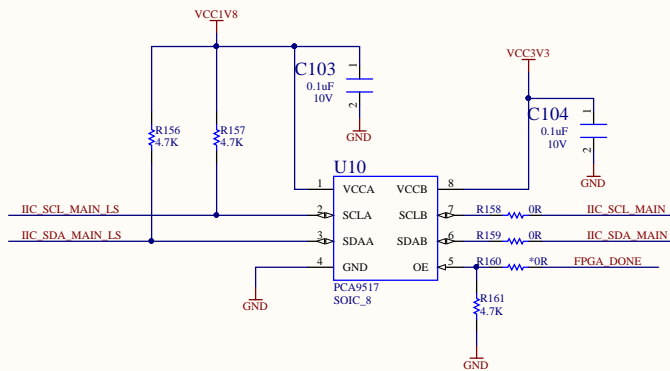 VCC1V8
VCC3V3
C103
0.1uF
10V
1
2
GND
C104
0.1uF
10V
1
2
GND
R156
4.7K
R157
4.7K
U10
1 VCCA VCCB 8
IIC_SCL_MAIN_LS 2 SCLA SCLB 7 R158 0R IIC_SCL_MAIN
IIC_SDA_MAIN_LS 3 SDAA SDAB 6 R159 0R IIC_SDA_MAIN
4 GND OE 5 R160 *0R FPGA_DONE
PCA9517
SOIC_8
GND
R161
4.7K
GND